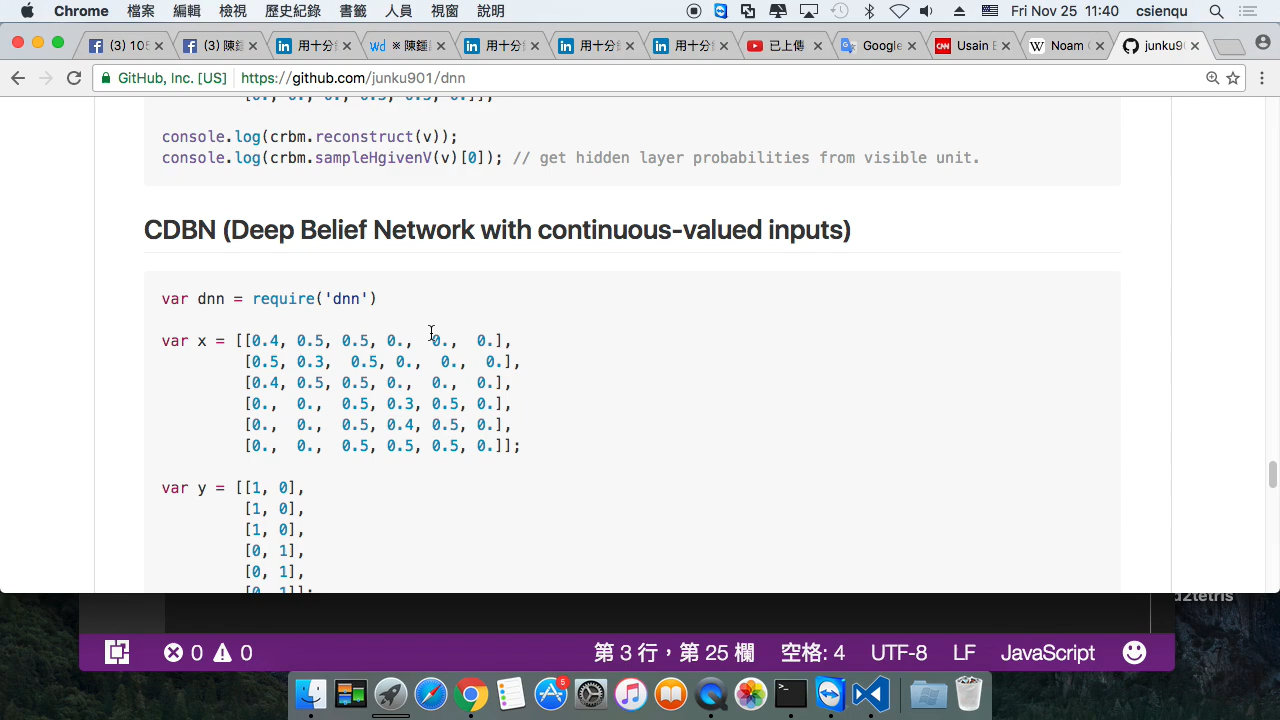 Chrome 檔案 編輯 檢視 歷史紀錄 書籤 人員 視窗 說明 Fri Nov 25 11:40 csienqu
(3) 105 (3) 陳鍾 用十分 ※ 陳鍾 用十分 用十分 用十分 已上傳 Google Usain B Noam C junku90
GitHub, Inc. [US] https://github.com/junku901/dnn
console.log(crbm.reconstruct(v));
console.log(crbm.sampleHgivenV(v)[0]); // get hidden layer probabilities from visible unit.
CDBN (Deep Belief Network with continuous-valued inputs)
var dnn = require('dnn')
var x = [[0.4, 0.5, 0.5, 0., 0., 0.],
[0.5, 0.3, 0.5, 0., 0., 0.],
[0.4, 0.5, 0.5, 0., 0., 0.],
[0., 0., 0.5, 0.3, 0.5, 0.],
[0., 0., 0.5, 0.4, 0.5, 0.],
[0., 0., 0.5, 0.5, 0.5, 0.]];
var y = [[1, 0],
[1, 0],
[1, 0],
[0, 1],
[0, 1],
[0, 1]];
d2tetris
0 0 第 3 行，第 25 欄 空格: 4 UTF-8 LF JavaScript
5